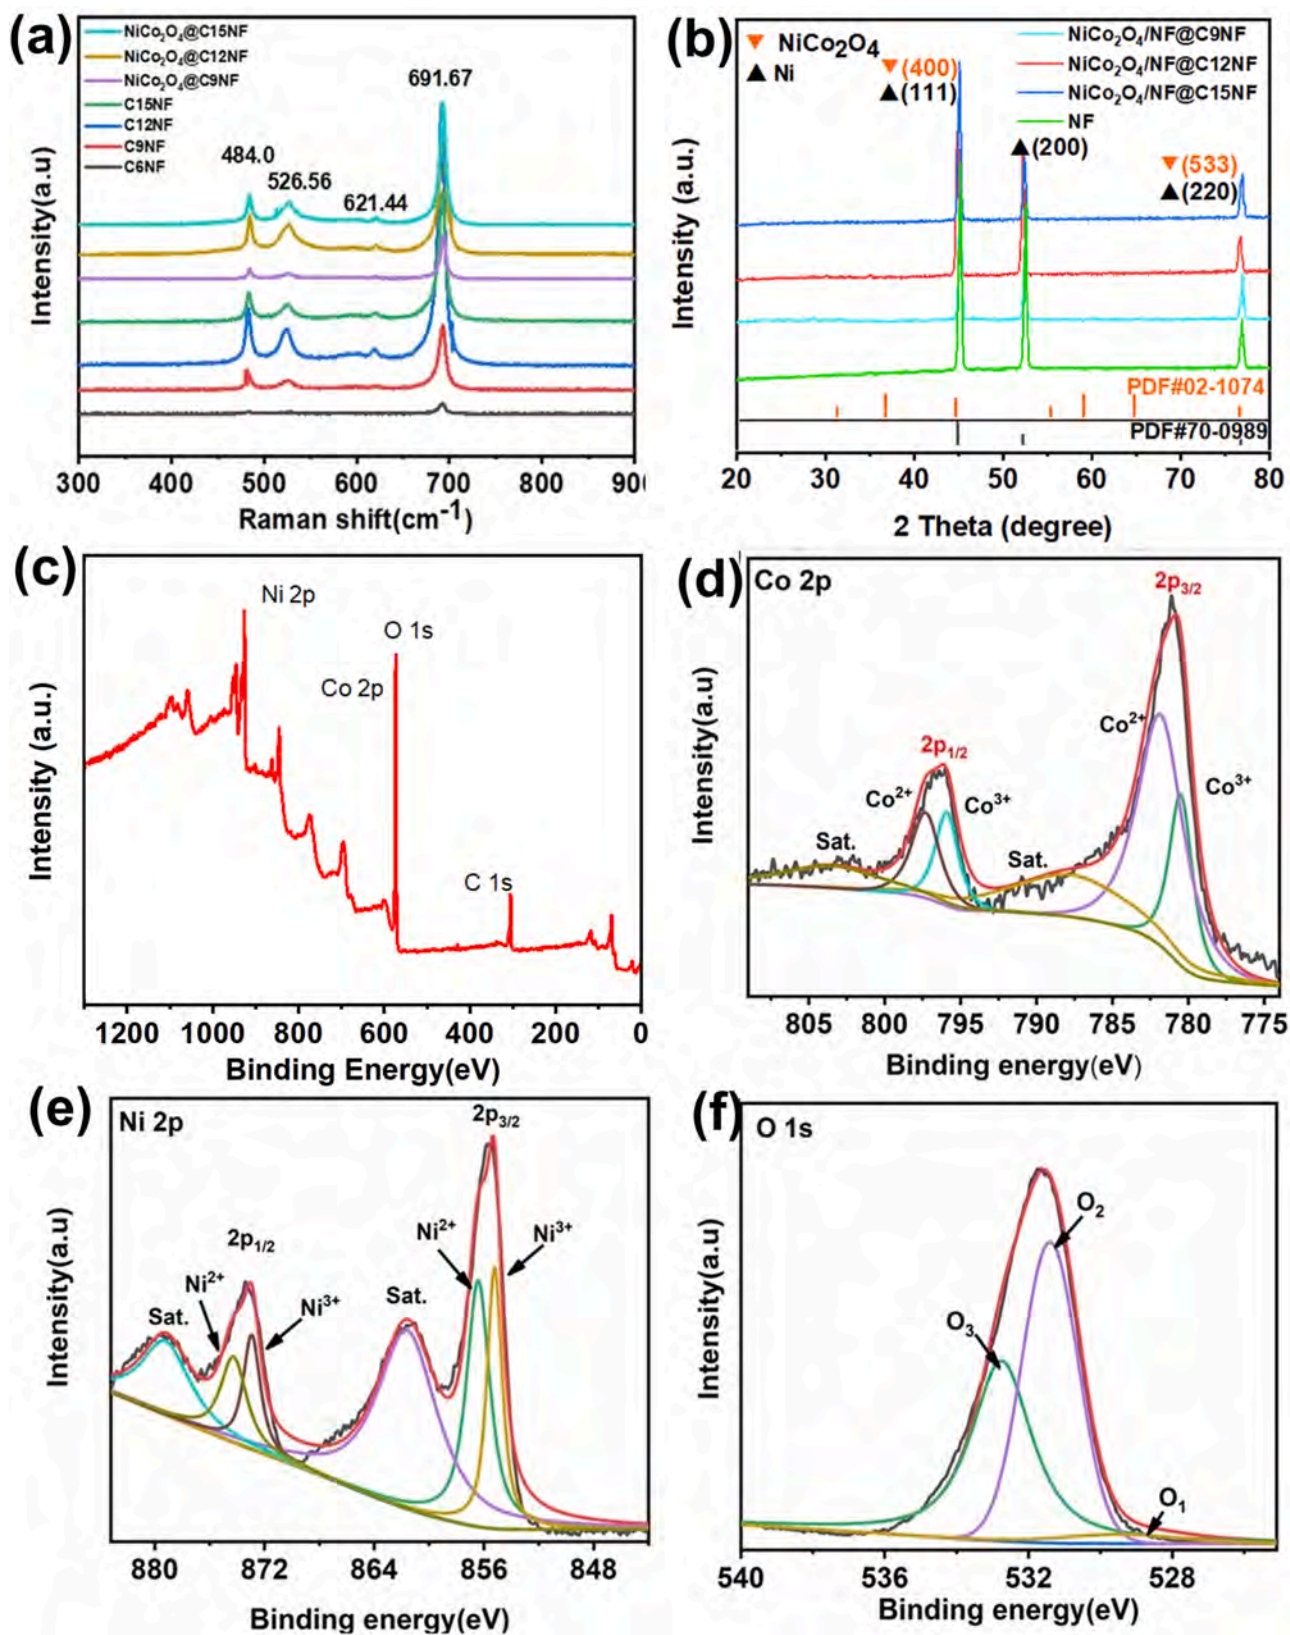 (a)
NiCo₂O₄@C15NF
NiCo₂O₄@C12NF
NiCo₂O₄@C9NF
C15NF
C12NF
C9NF
C6NF
691.67
484.0
526.56
621.44
Intensity(a.u)
300 400 500 600 700 800 900
Raman shift(cm⁻¹)
(b)
NiCo₂O₄
Ni
NiCo₂O₄/NF@C9NF
NiCo₂O₄/NF@C12NF
NiCo₂O₄/NF@C15NF
NF
(400)
(111)
(200)
(533)
(220)
PDF#02-1074
PDF#70-0989
Intensity (a.u.)
20 30 40 50 60 70 80
2 Theta (degree)
(c)
Ni 2p
O 1s
Co 2p
C 1s
Intensity (a.u.)
1200 1000 800 600 400 200 0
Binding Energy(eV)
(d)
Co 2p
2p₃/₂
Co²⁺
Co³⁺
2p₁/₂
Co²⁺
Co³⁺
Sat.
Sat.
Intensity(a.u)
805 800 795 790 785 780 775
Binding energy(eV)
(e)
Ni 2p
2p₃/₂
Ni²⁺
Ni³⁺
2p₁/₂
Ni²⁺
Ni³⁺
Sat.
Sat.
Intensity(a.u)
880 872 864 856 848
Binding energy(eV)
(f)
O 1s
O₂
O₃
O₁
Intensity(a.u)
540 536 532 528
Binding energy(eV)